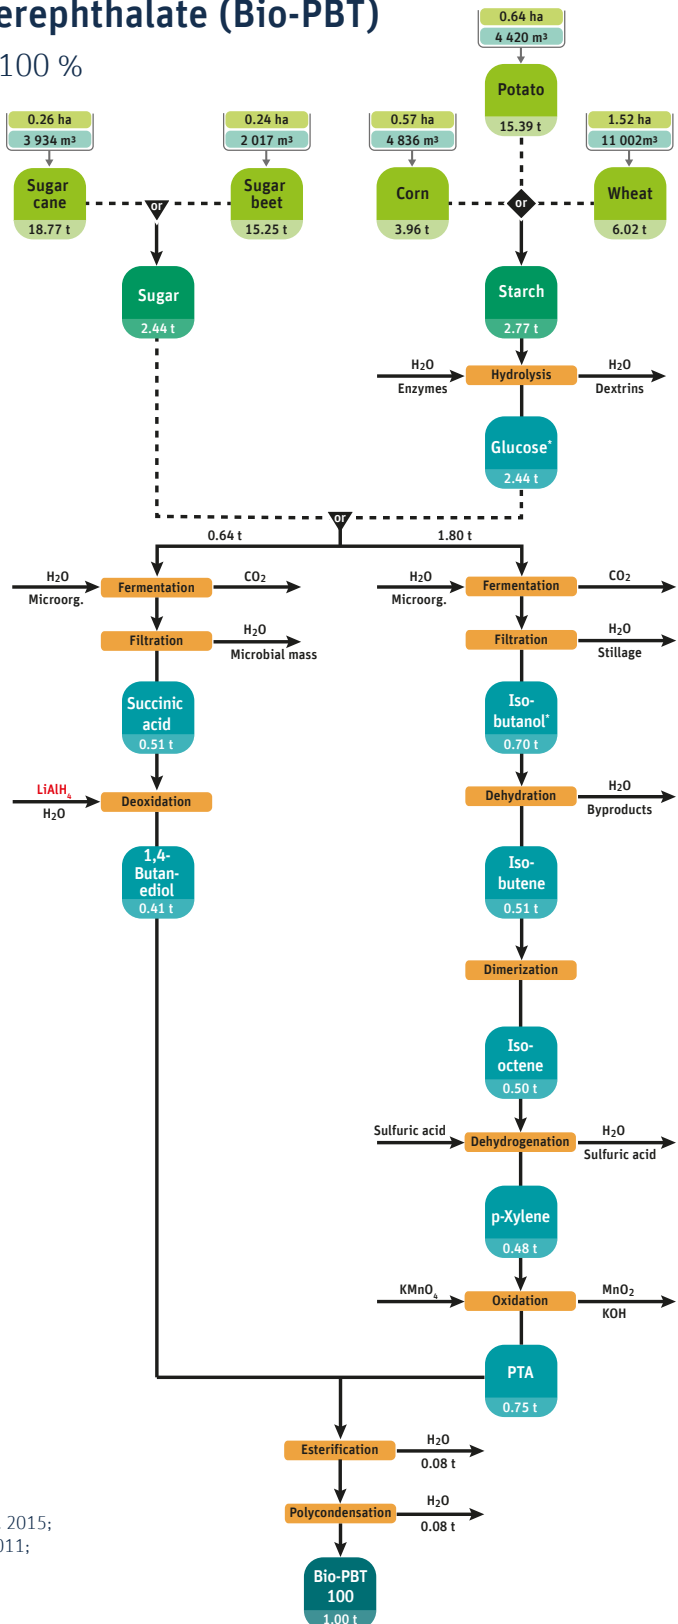 erephthalate (Bio-PBT)
100 %
0.64 ha
4 420 m³
Potato
15.39 t
0.26 ha
3 934 m³
0.24 ha
2 017 m³
0.57 ha
4 836 m³
1.52 ha
11 002m³
Sugar
cane
18.77 t
or
Sugar
beet
15.25 t
Corn
3.96 t
or
Wheat
6.02 t
Sugar
2.44 t
Starch
2.77 t
H₂O
Enzymes
Hydrolysis
H₂O
Dextrins
Glucose*
2.44 t
or
0.64 t
1.80 t
H₂O
Microorg.
Fermentation
CO₂
H₂O
Microorg.
Fermentation
CO₂
Filtration
H₂O
Microbial mass
Filtration
H₂O
Stillage
Succinic
acid
0.51 t
Iso-
butanol*
0.70 t
LiAlH₄
H₂O
Deoxidation
Dehydration
H₂O
Byproducts
1,4-
Butan-
ediol
0.41 t
Iso-
butene
0.51 t
Dimerization
Iso-
octene
0.50 t
Sulfuric acid
Dehydrogenation
H₂O
Sulfuric acid
p-Xylene
0.48 t
KMnO₄
Oxidation
MnO₂
KOH
PTA
0.75 t
Esterification
H₂O
0.08 t
Polycondensation
H₂O
0.08 t
2015;
011;
Bio-PBT
100
1.00 t